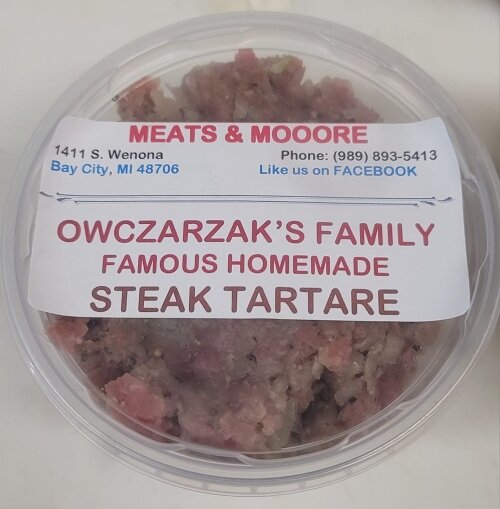 MEATS & MOOORE
1411 S. Wenona Phone: (989) 893-5413
Bay City, MI 48706 Like us on FACEBOOK
OWCZARZAK'S FAMILY
FAMOUS HOMEMADE
STEAK TARTARE